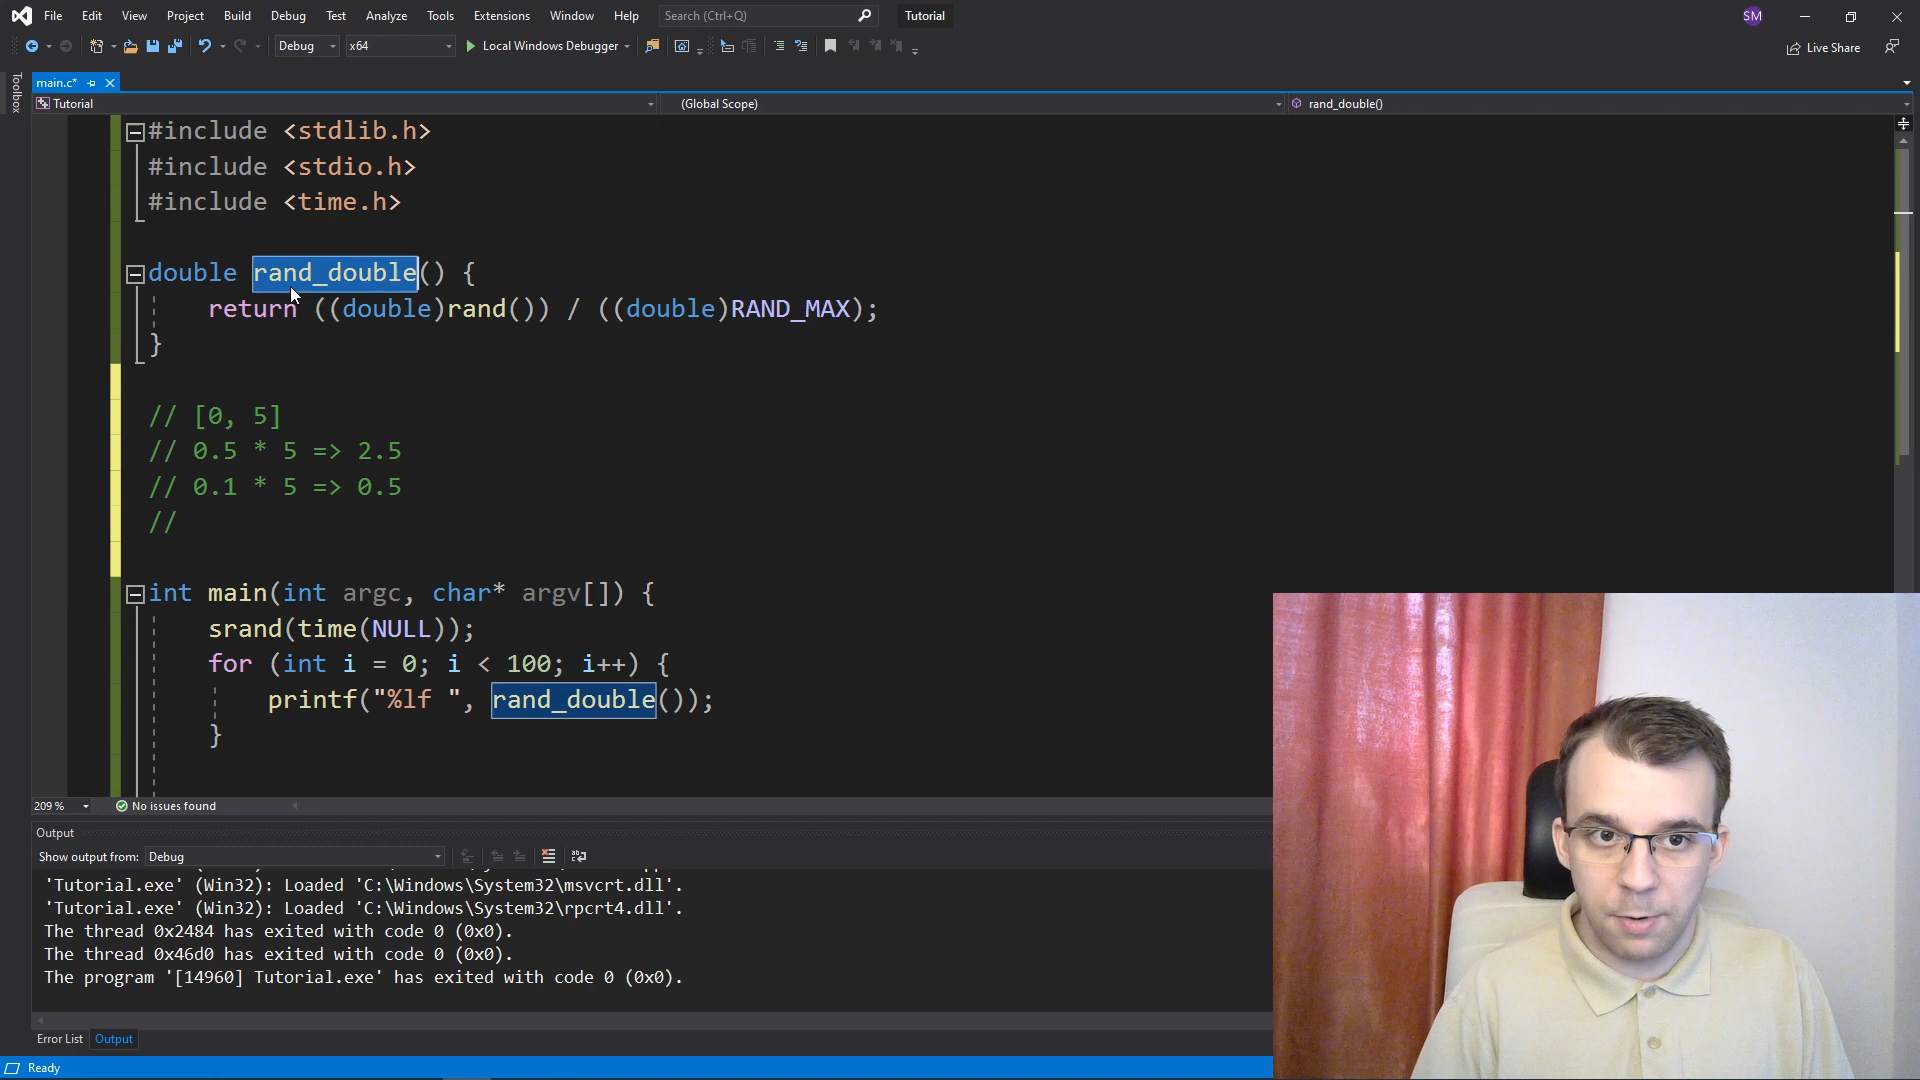 File Edit View Project Build Debug Test Analyze Tools Extensions Window Help Search (Ctrl+Q) Tutorial SM
Debug x64 Local Windows Debugger Live Share
Toolbox
main.c*
Tutorial (Global Scope) rand_double()
#include <stdlib.h>
#include <stdio.h>
#include <time.h>
double rand_double() {
return ((double)rand()) / ((double)RAND_MAX);
}
// [0, 5]
// 0.5 * 5 => 2.5
// 0.1 * 5 => 0.5
//
int main(int argc, char* argv[]) {
srand(time(NULL));
for (int i = 0; i < 100; i++) {
printf("%lf ", rand_double());
}
209 % No issues found
Output
Show output from: Debug
'Tutorial.exe' (Win32): Loaded 'C:\Windows\System32\msvcrt.dll'.
'Tutorial.exe' (Win32): Loaded 'C:\Windows\System32\rpcrt4.dll'.
The thread 0x2484 has exited with code 0 (0x0).
The thread 0x46d0 has exited with code 0 (0x0).
The program '[14960] Tutorial.exe' has exited with code 0 (0x0).
Error List Output
Ready